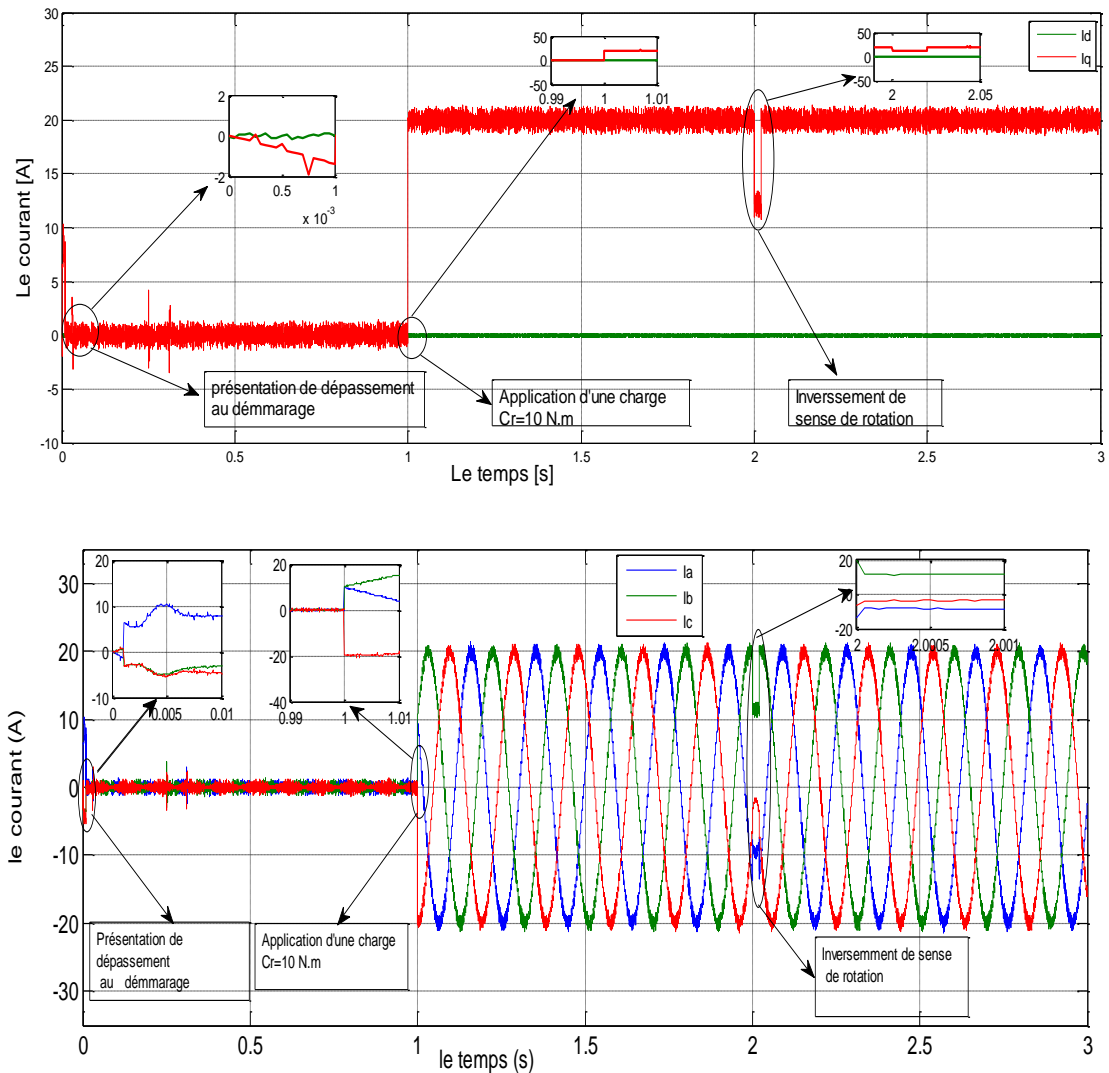 30
25
20
15
10
5
0
-5
-10
Le courant [A]
0
0.5
1
1.5
2
2.5
3
Le temps [s]
Id
Iq
2
0
-2
0
0.5
1
x 10-3
50
0
-50
0.99
1
1.01
50
0
-50
2
2.05
présentation de dépassement
au démmarage
Application d'une charge
Cr=10 N.m
Inverssement de
sense de rotation
30
20
10
0
-10
-20
-30
le courant (A)
0
0.5
1
1.5
2
2.5
3
le temps (s)
Ia
Ib
Ic
20
10
0
-10
0
0.005
0.01
20
0
-20
-40
0.99
1
1.01
20
0
-20
2
2.0005
2.001
Présentation de
dépassement
au démmarage
Application d'une charge
Cr=10 N.m
Inversemment de sense
de rotation